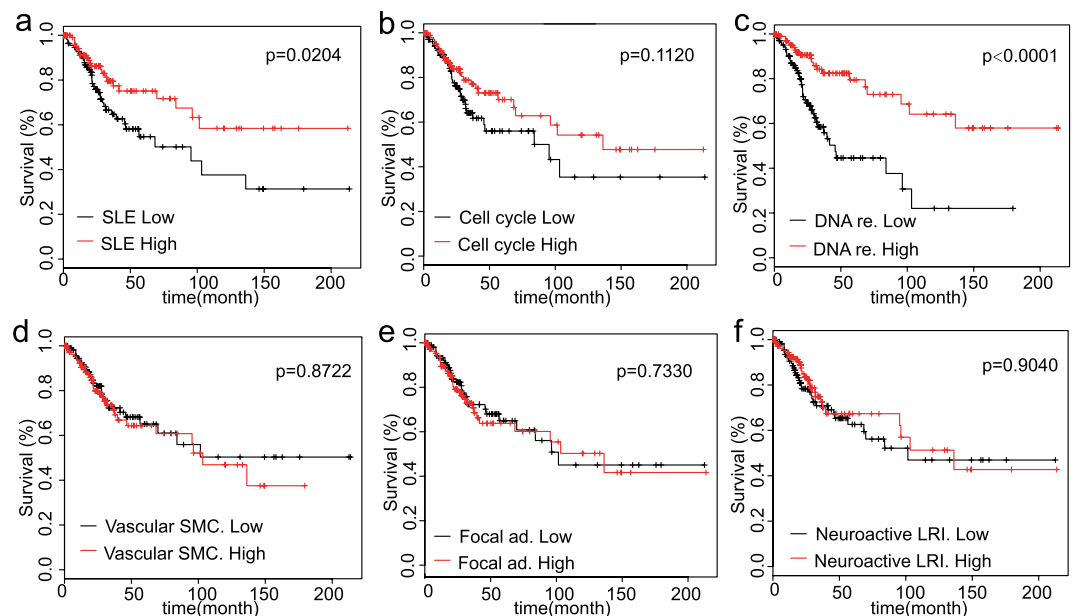 a
p=0.0204
Survival (%)
1.0
0.8
0.6
0.4
0.2
0.0
SLE Low
SLE High
0 50 100 150 200
time(month)
b
p=0.1120
Survival (%)
1.0
0.8
0.6
0.4
0.2
0.0
Cell cycle Low
Cell cycle High
0 50 100 150 200
time(month)
c
p<0.0001
Survival (%)
1.0
0.8
0.6
0.4
0.2
0.0
DNA re. Low
DNA re. High
0 50 100 150 200
time(month)
d
p=0.8722
Survival (%)
1.0
0.8
0.6
0.4
0.2
0.0
Vascular SMC. Low
Vascular SMC. High
0 50 100 150 200
time(month)
e
p=0.7330
Survival (%)
1.0
0.8
0.6
0.4
0.2
0.0
Focal ad. Low
Focal ad. High
0 50 100 150 200
time(month)
f
p=0.9040
Survival (%)
1.0
0.8
0.6
0.4
0.2
0.0
Neuroactive LRI. Low
Neuroactive LRI. High
0 50 100 150 200
time(month)